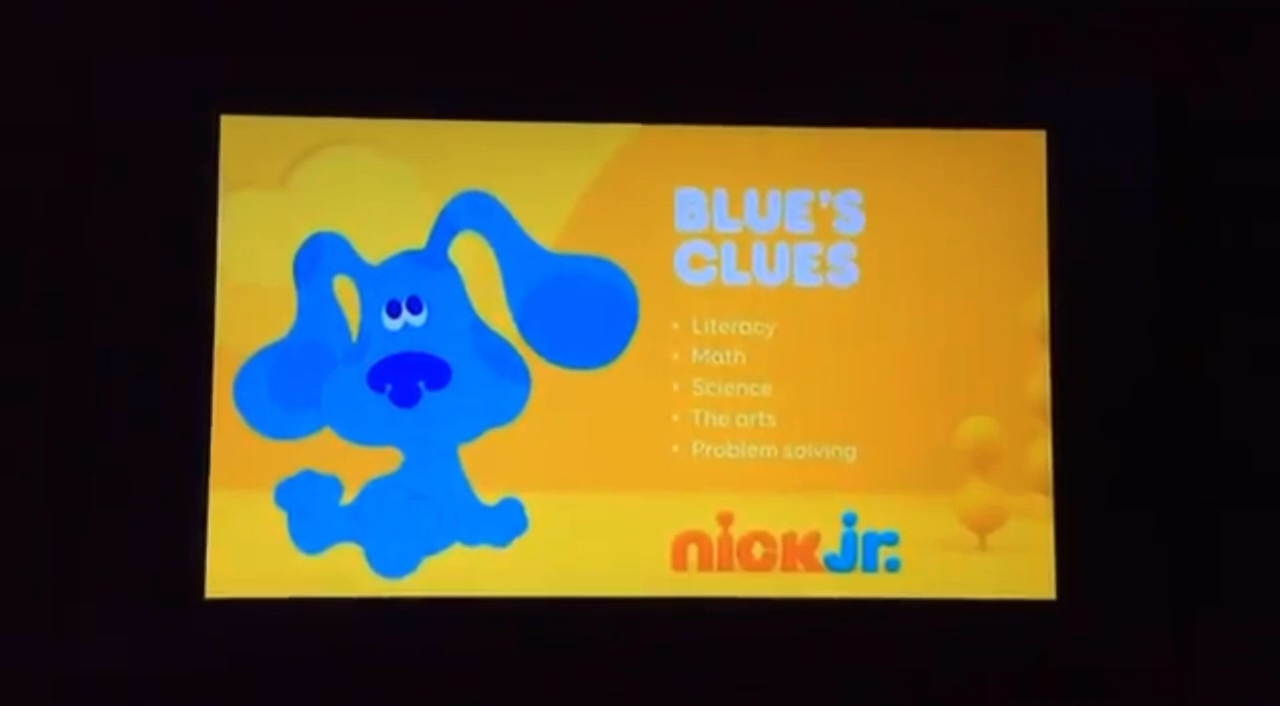 BLUE'S
CLUES
• Literacy
• Math
• Science
• The arts
• Problem solving
nick jr.